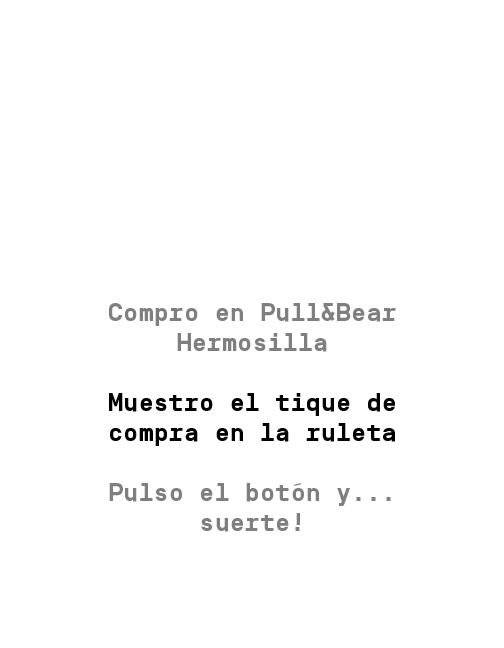 Compro en Pull&Bear
Hermosilla
Muestro el tique de
compra en la ruleta
Pulso el botón y...
suerte!